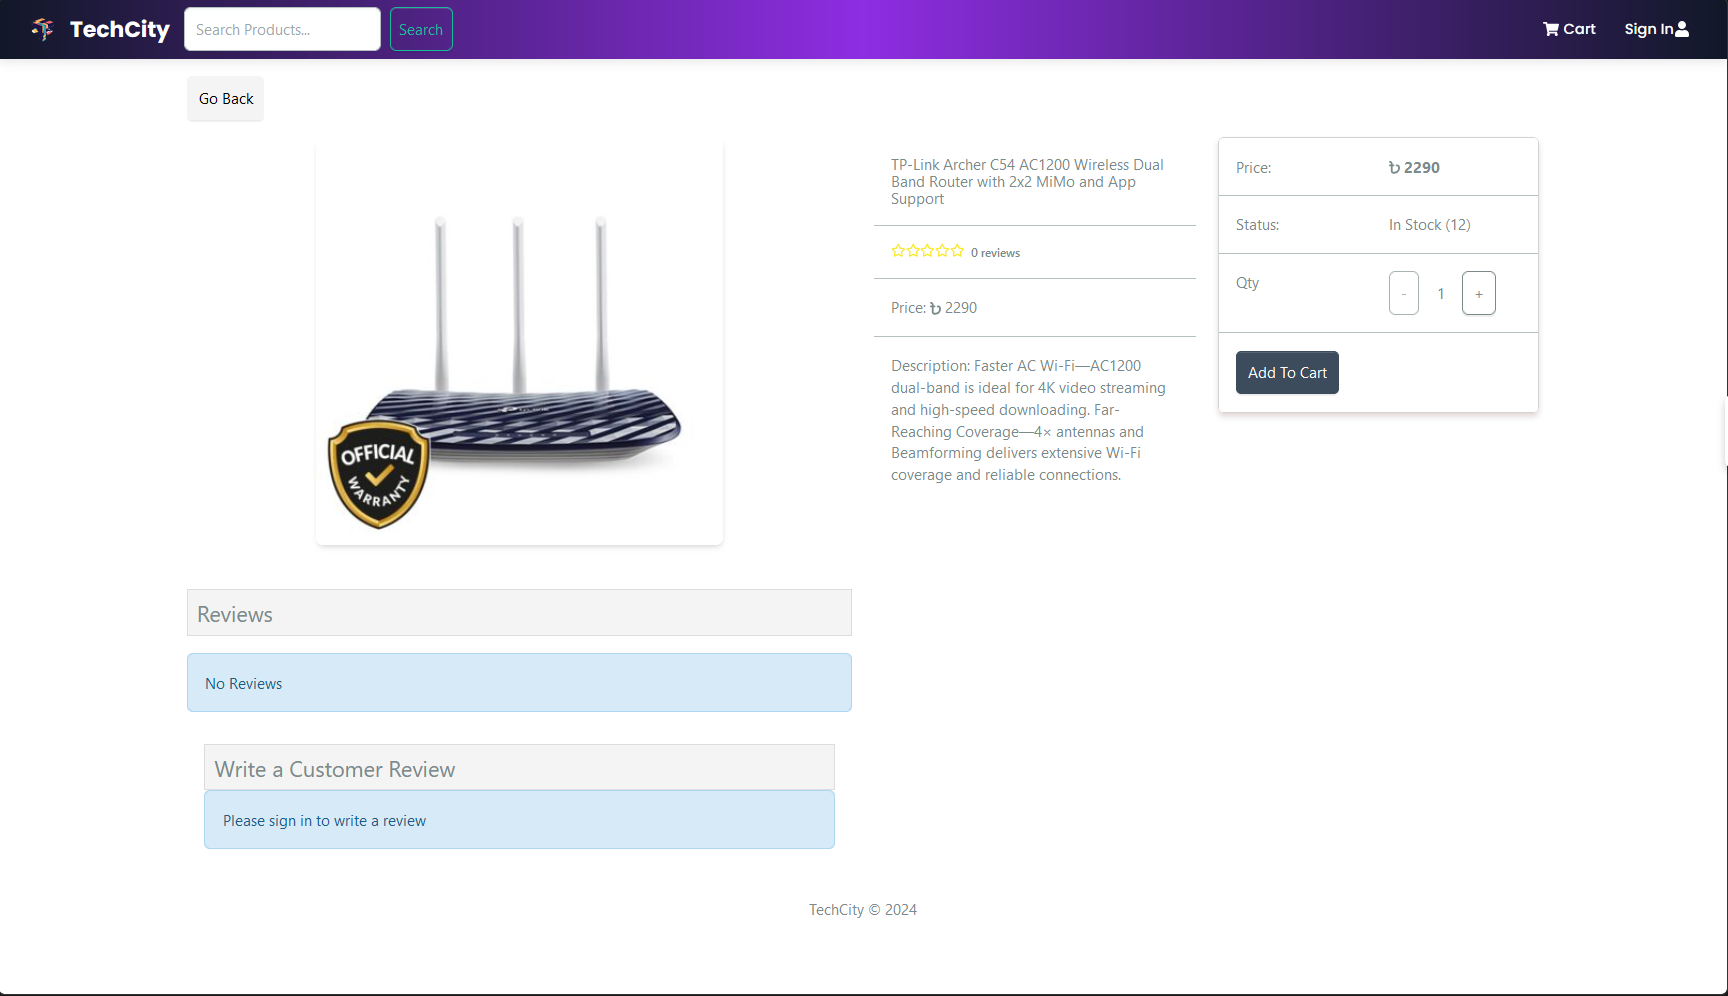 TechCity
Search Products...
Search
Cart
Sign In
Go Back
TP-Link Archer C54 AC1200 Wireless Dual
Band Router with 2x2 MiMo and App
Support
0 reviews
Price: ৳ 2290
Description: Faster AC Wi-Fi—AC1200
dual-band is ideal for 4K video streaming
and high-speed downloading. Far-
Reaching Coverage—4× antennas and
Beamforming delivers extensive Wi-Fi
coverage and reliable connections.
Price: ৳ 2290
Status: In Stock (12)
Qty - 1 +
Add To Cart
OFFICIAL
WARRANTY
Reviews
No Reviews
Write a Customer Review
Please sign in to write a review
TechCity © 2024